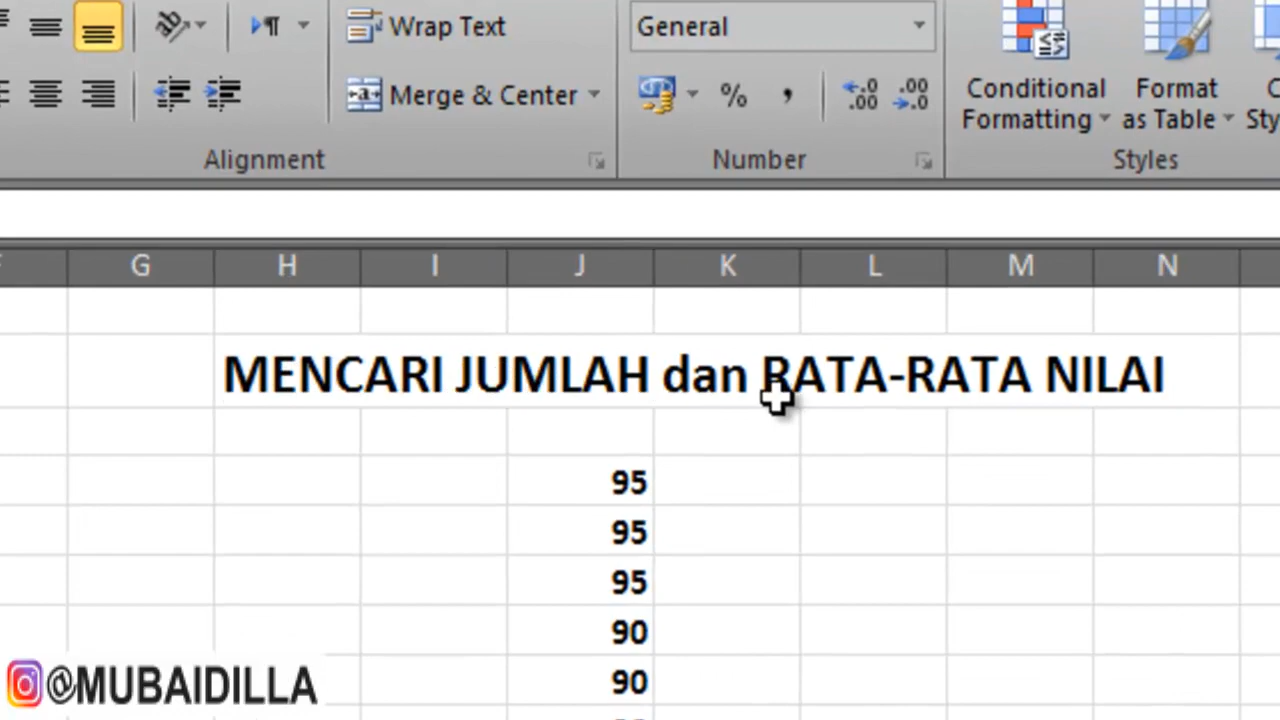 Wrap Text
General
Merge & Center
%
,
Conditional Formatting
Format as Table
Alignment
Number
Styles
G H I J K L M N
MENCARI JUMLAH dan RATA-RATA NILAI
95
95
95
90
90
@MUBAIDILLA